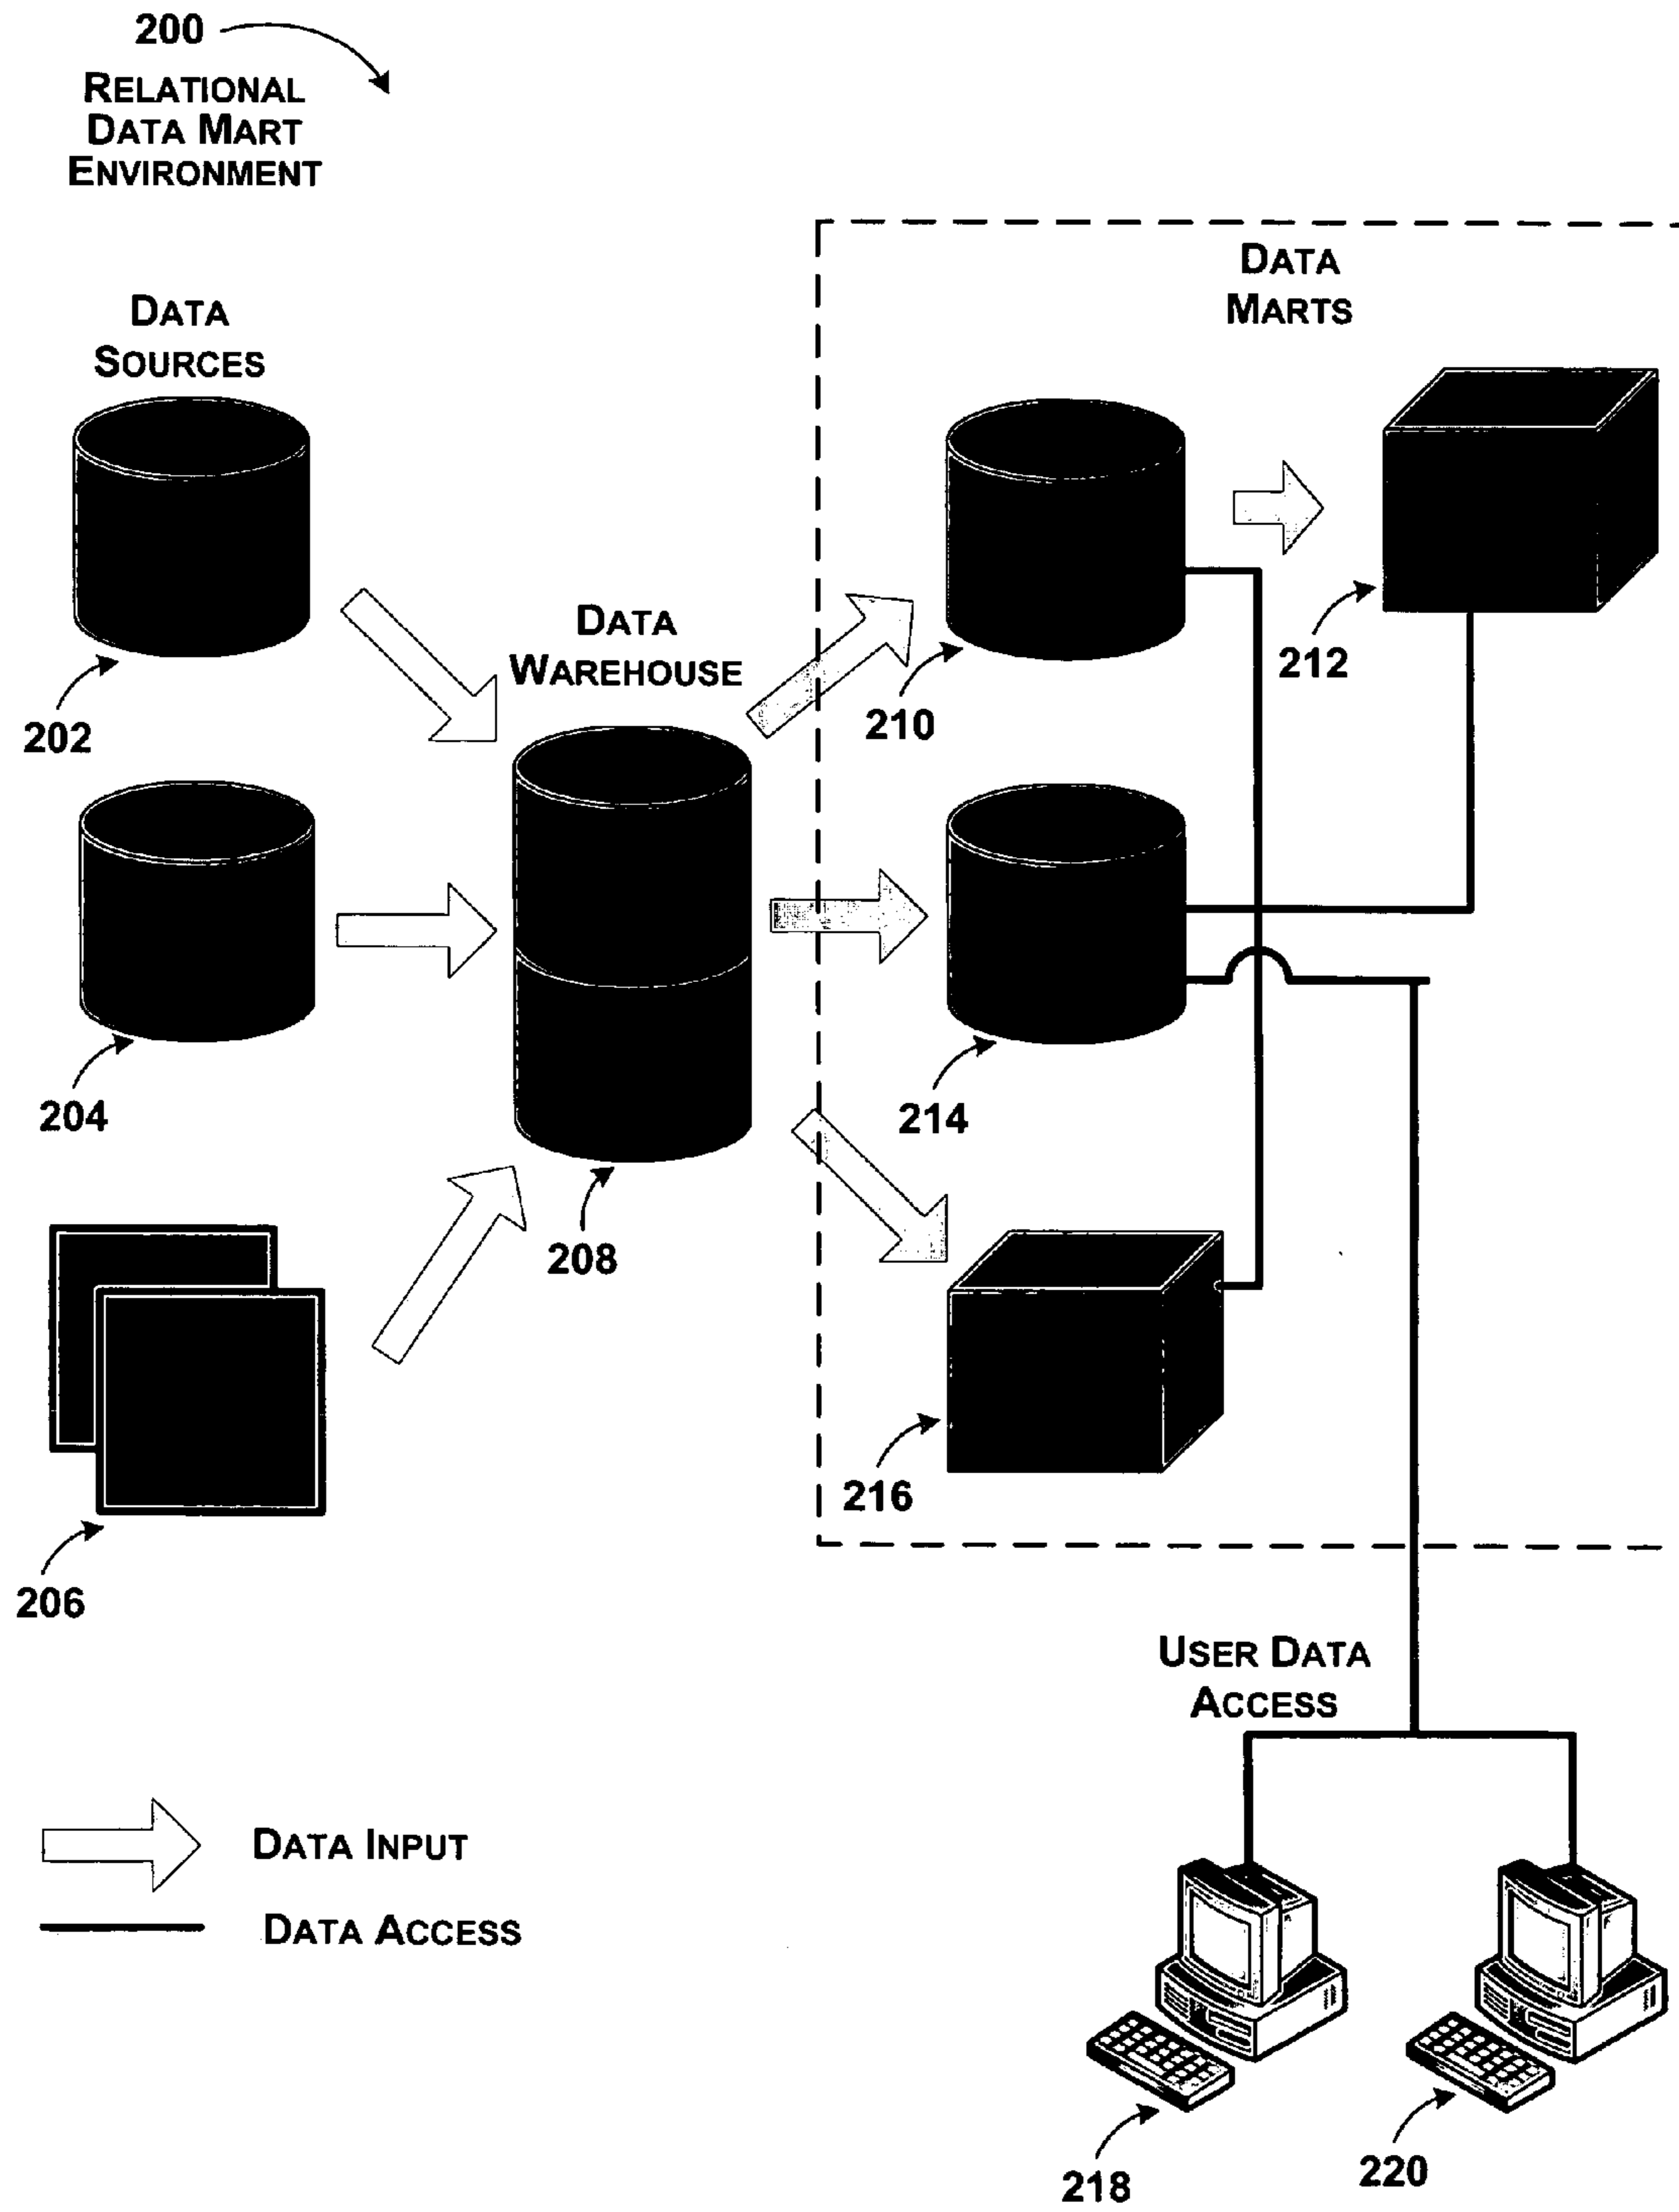 200
RELATIONAL
DATA MART
ENVIRONMENT
DATA
MARTS
DATA
SOURCES
DATA
WAREHOUSE
202
210
212
204
214
208
206
216
USER DATA
ACCESS
DATA INPUT
DATA ACCESS
218
220